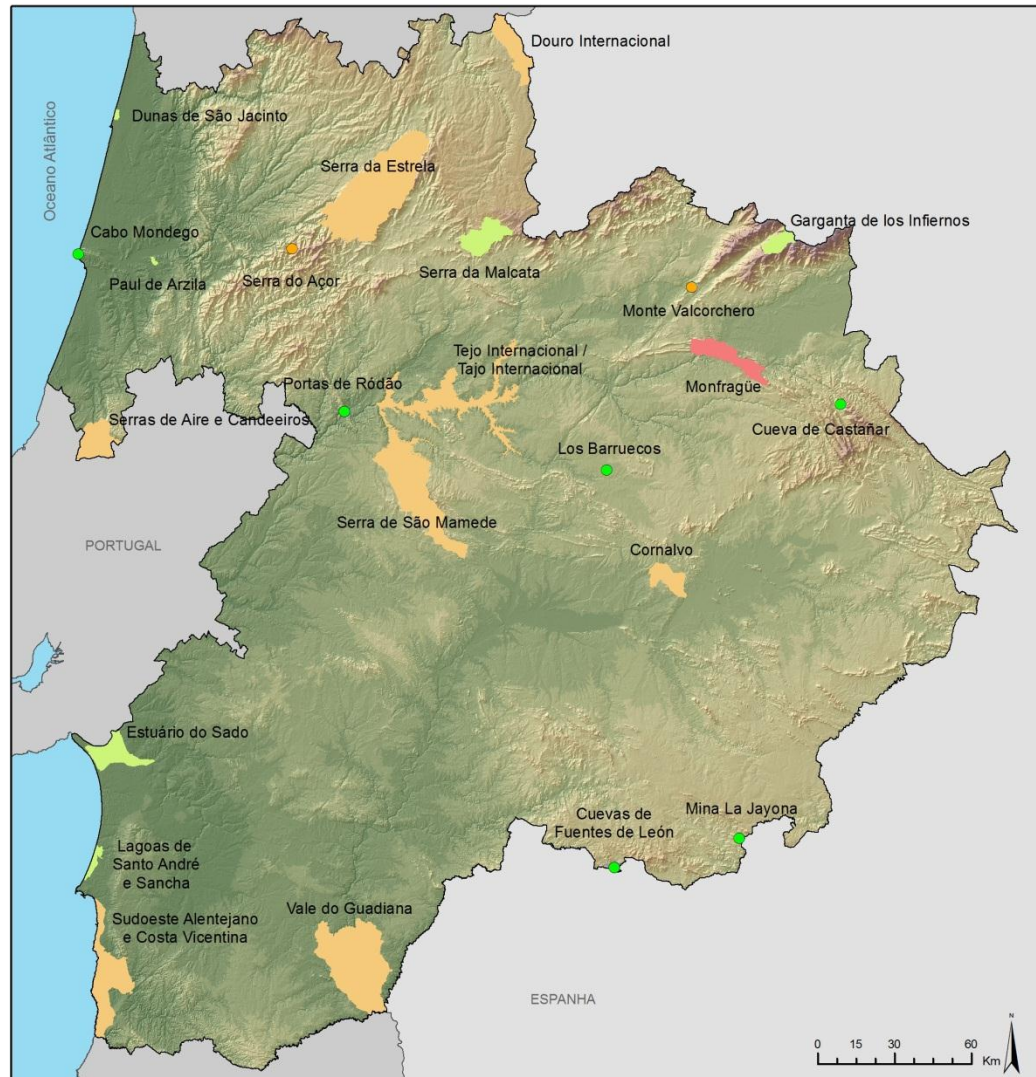 Douro Internacional
Oceano Atlântico
Dunas de São Jacinto
Serra da Estrela
Garganta de los Infiernos
Cabo Mondego
Paul de Arzila
Serra do Açor
Serra da Malcata
Monte Valcorchero
Tejo Internacional /
Tajo Internacional
Portas de Ródão
Monfragüe
Serras de Aire e Candeeiros
Cueva de Castañar
Los Barruecos
Serra de São Mamede
PORTUGAL
Cornalvo
Estuário do Sado
Cuevas de
Fuentes de León
Mina La Jayona
Lagoas de
Santo André
e Sancha
Sudoeste Alentejano
e Costa Vicentina
Vale do Guadiana
ESPANHA
N
0 15 30 60
Km